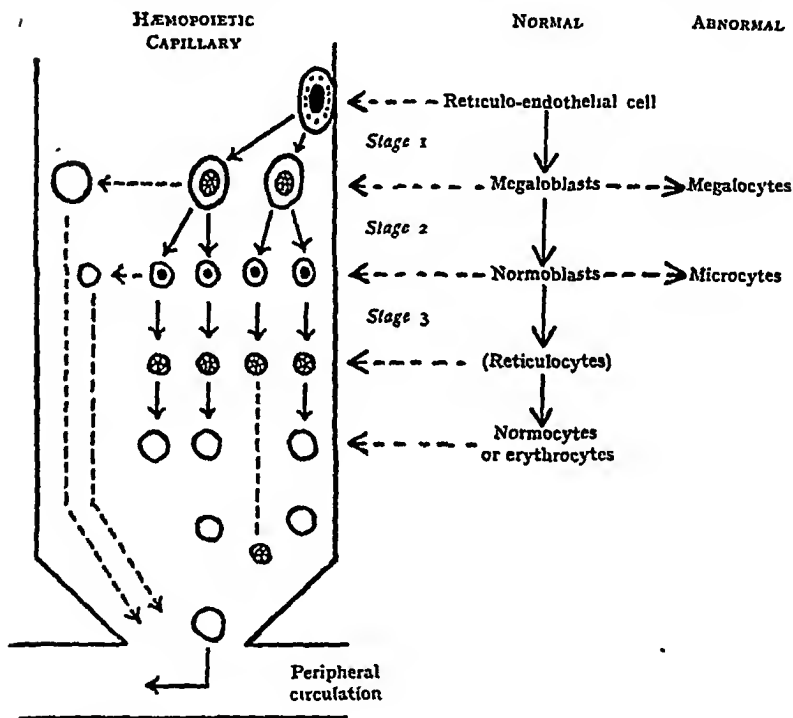 HÆMOPOIETIC
CAPILLARY
NORMAL
ABNORMAL
Reticulo-endothelial cell
Stage 1
Megaloblasts
Megalocytes
Stage 2
Normoblasts
Microcytes
Stage 3
(Reticulocytes)
Normocytes
or erythrocytes
Peripheral
circulation